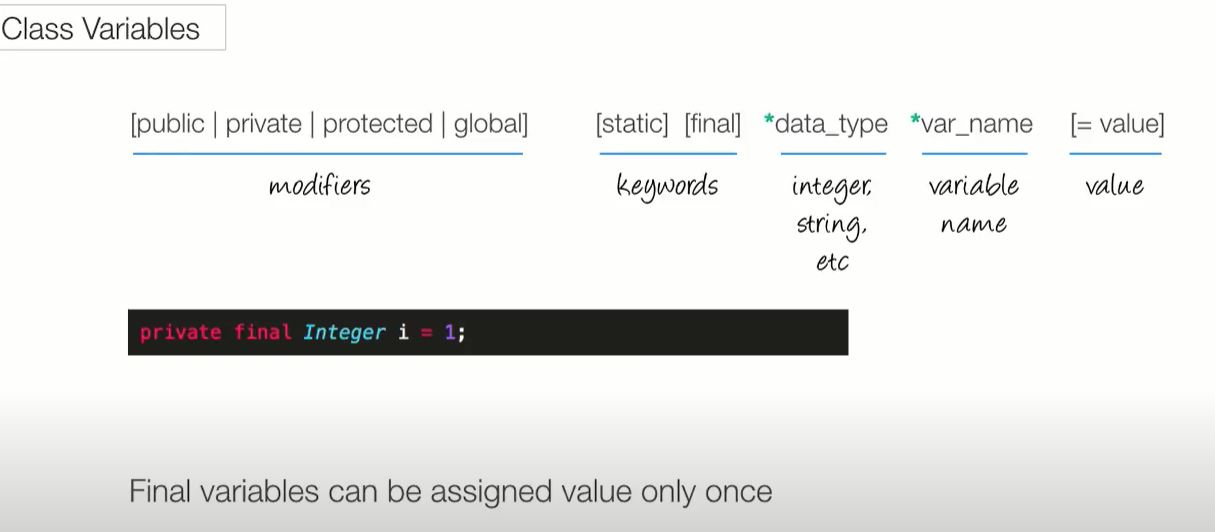 Class Variables
[public | private | protected | global] [static] [final] *data_type *var_name [= value]
modifiers keywords integer, variable value
string, name
etc
private final Integer i = 1;
Final variables can be assigned value only once